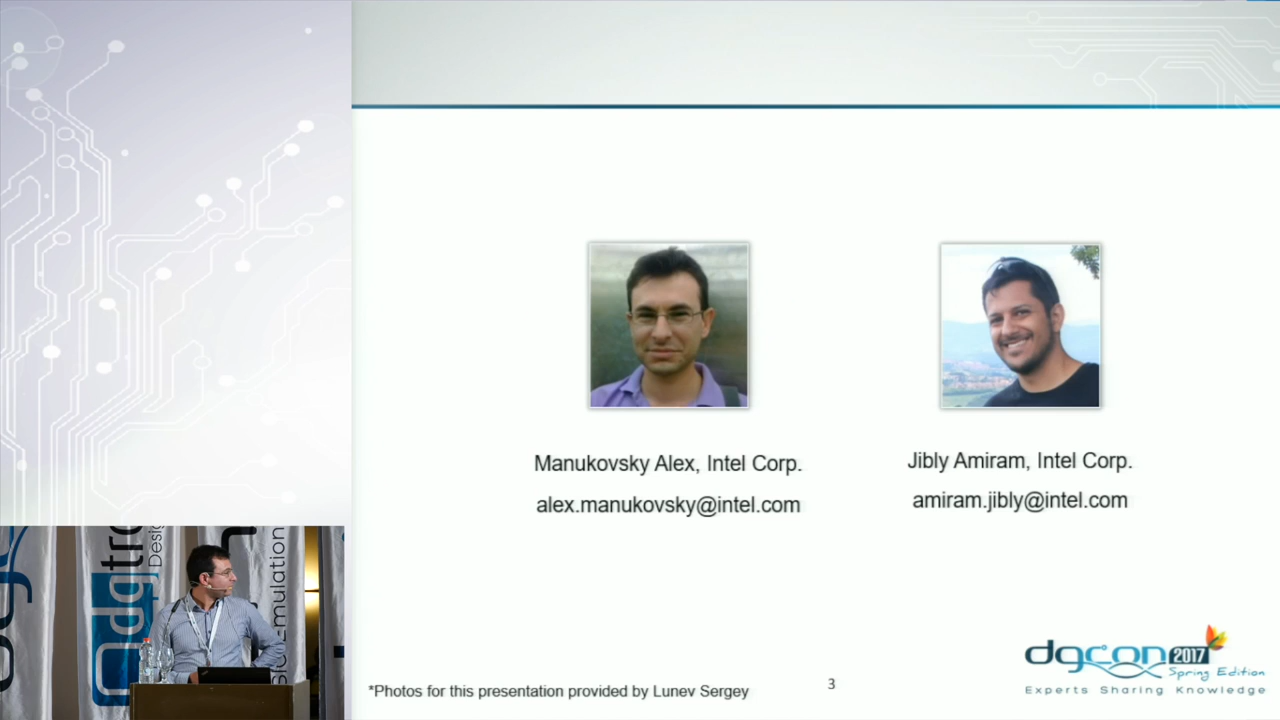 Manukovsky Alex, Intel Corp.
alex.manukovsky@intel.com
Jibly Amiram, Intel Corp.
amiram.jibly@intel.com
*Photos for this presentation provided by Lunev Sergey
3
dgcon 2017
Spring Edition
Experts Sharing Knowledge